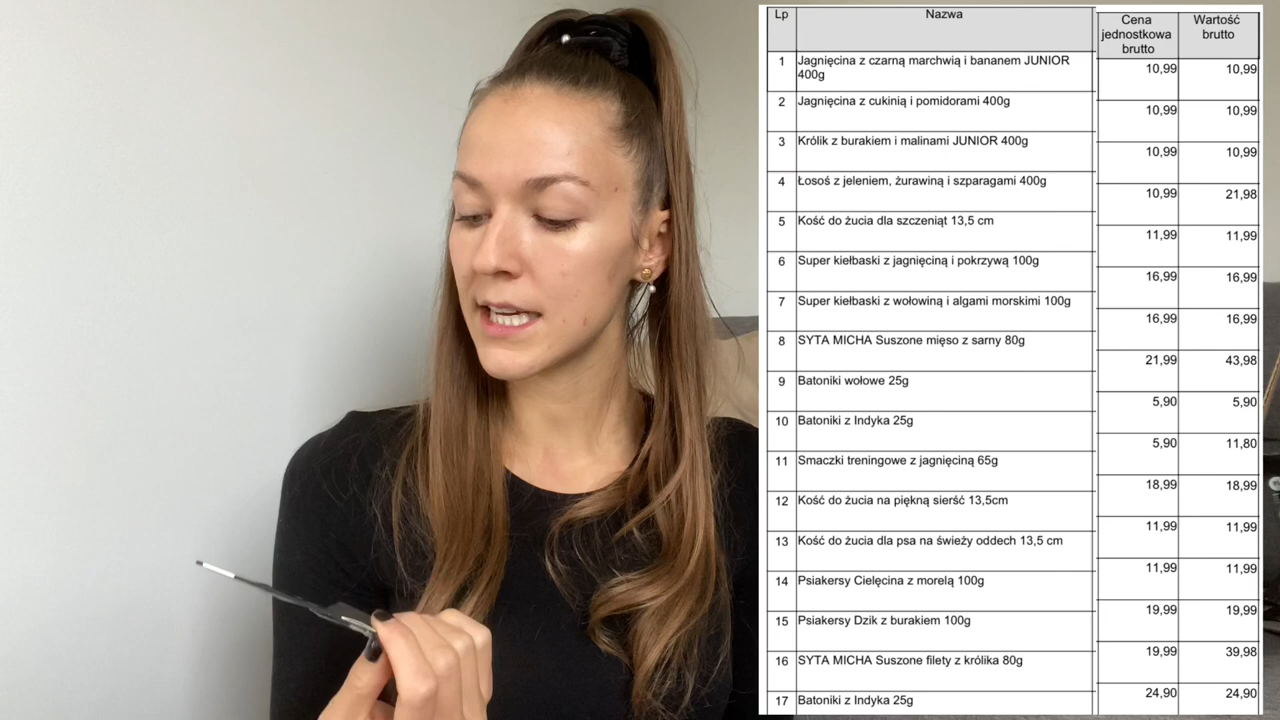 Lp Nazwa Cena jednostkowa brutto Wartość brutto
1 Jagnięcina z czarną marchwią i bananem JUNIOR 10,99 10,99
400g
2 Jagnięcina z cukinią i pomidorami 400g 10,99 10,99
3 Królik z burakiem i malinami JUNIOR 400g 10,99 10,99
4 Łosoś z jeleniem, żurawiną i szparagami 400g 10,99 21,98
5 Kość do żucia dla szczeniąt 13,5 cm 11,99 11,99
6 Super kiełbaski z jagnięciną i pokrzywą 100g 16,99 16,99
7 Super kiełbaski z wołowiną i algami morskimi 100g 16,99 16,99
8 SYTA MICHA Suszone mięso z sarny 80g 21,99 43,98
9 Batoniki wołowe 25g 5,90 5,90
10 Batoniki z Indyka 25g 5,90 11,80
11 Smaczki treningowe z jagnięciną 65g 18,99 18,99
12 Kość do żucia na piękną sierść 13,5cm 11,99 11,99
13 Kość do żucia dla psa na świeży oddech 13,5 cm 11,99 11,99
14 Psiakersy Cielęcina z morelą 100g 19,99 19,99
15 Psiakersy Dzik z burakiem 100g 19,99 39,98
16 SYTA MICHA Suszone filety z królika 80g 24,90 24,90
17 Batoniki z Indyka 25g